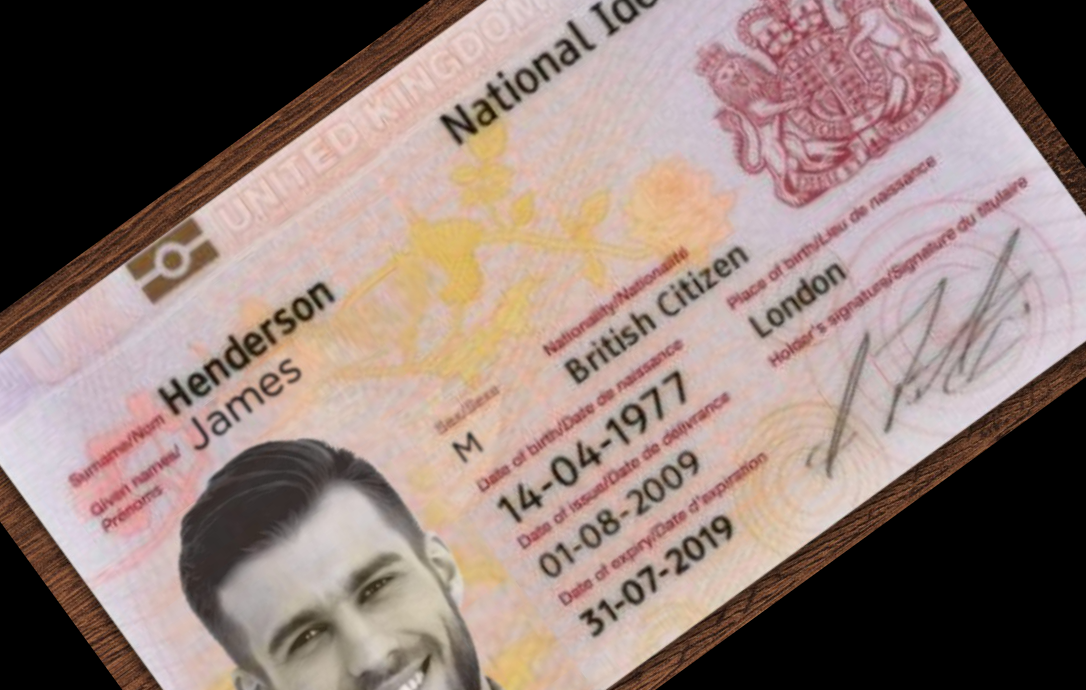 UNITED KINGDOM
National
Surname/Nom
Henderson
Given names/
Prénoms
James
Sex/Sexe
M
Nationality/Nationalité
British Citizen
Date of birth/Date de naissance
14-04-1977
Place of birth/Lieu de naissance
London
Date of issue/Date de délivrance
01-08-2009
Holder's signature/Signature du titulaire
Date of expiry/Date d'expiration
31-07-2019